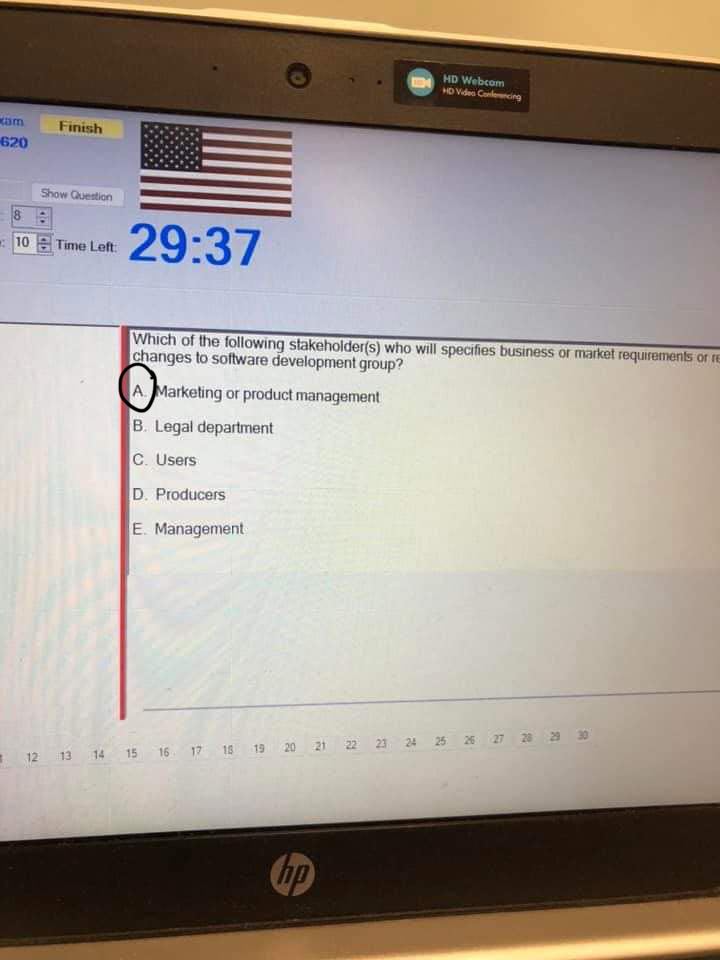 HD Webcam
HD Video Conferencing
Finish
620
Show Question
8
10 Time Left: 29:37
Which of the following stakeholder(s) who will specifies business or market requirements or
changes to software development group?
A. Marketing or product management
B. Legal department
C. Users
D. Producers
E. Management
12 13 14 15 16 17 18 19 20 21 22 23 24 25 26 27 28 29 30
hp